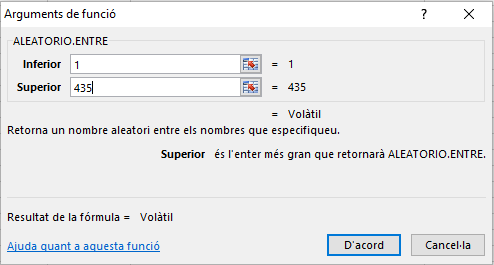 Arguments de funció ? ×
ALEATORIO.ENTRE
Inferior 1 = 1
Superior 435 = 435
= Volàtil
Retorna un nombre aleatori entre els nombres que especifiqueu.
Superior és l'enter més gran que retornarà ALEATORIO.ENTRE.
Resultat de la fórmula = Volàtil
Ajuda quant a aquesta funció D'acord Cancel·la